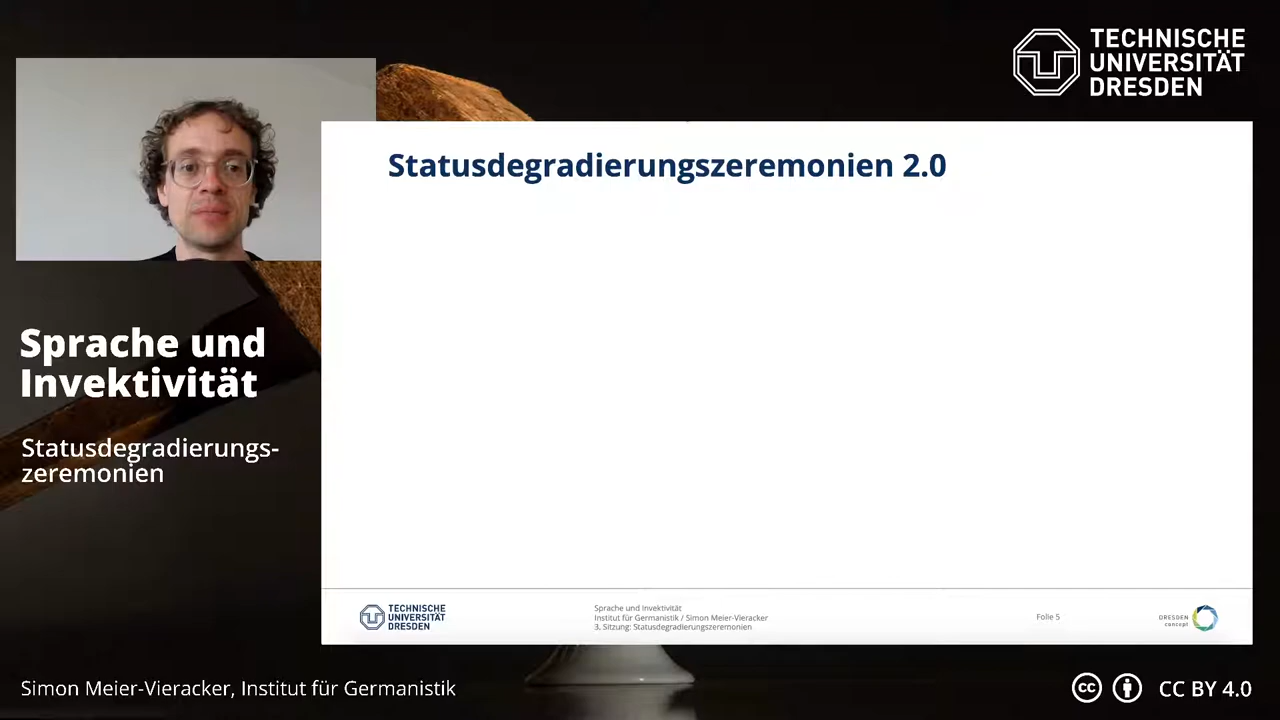 TECHNISCHE
UNIVERSITÄT
DRESDEN
Statusdegradierungszeremonien 2.0
Sprache und
Invektivität
Statusdegradierungs-
zeremonien
TECHNISCHE
UNIVERSITÄT
DRESDEN
Sprache und Invektivität
Institut für Germanistik / Simon Meier-Vieracker
3. Sitzung: Statusdegradierungszeremonien
Folie 5
DRESDEN
concept
Simon Meier-Vieracker, Institut für Germanistik
cc
CC BY 4.0